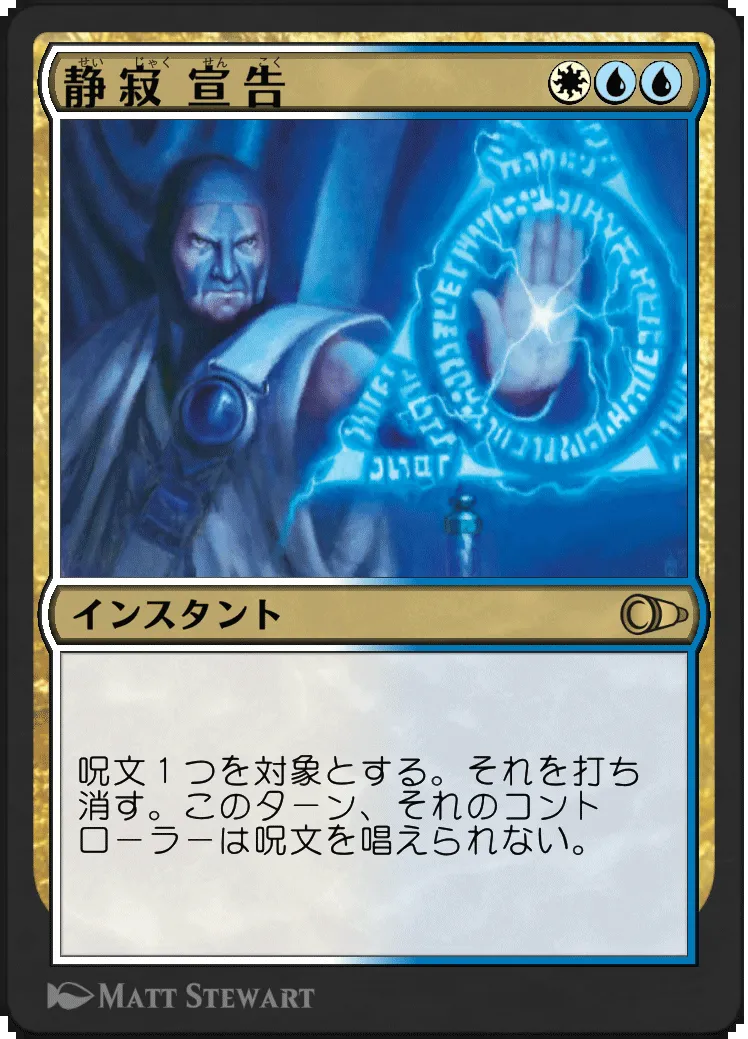 せい じゃく せん こく
静寂 宣告
インスタント
呪文１つを対象とする。それを打ち
消す。このターン、それのコント
ローラーは呪文を唱えられない。
MATT STEWART